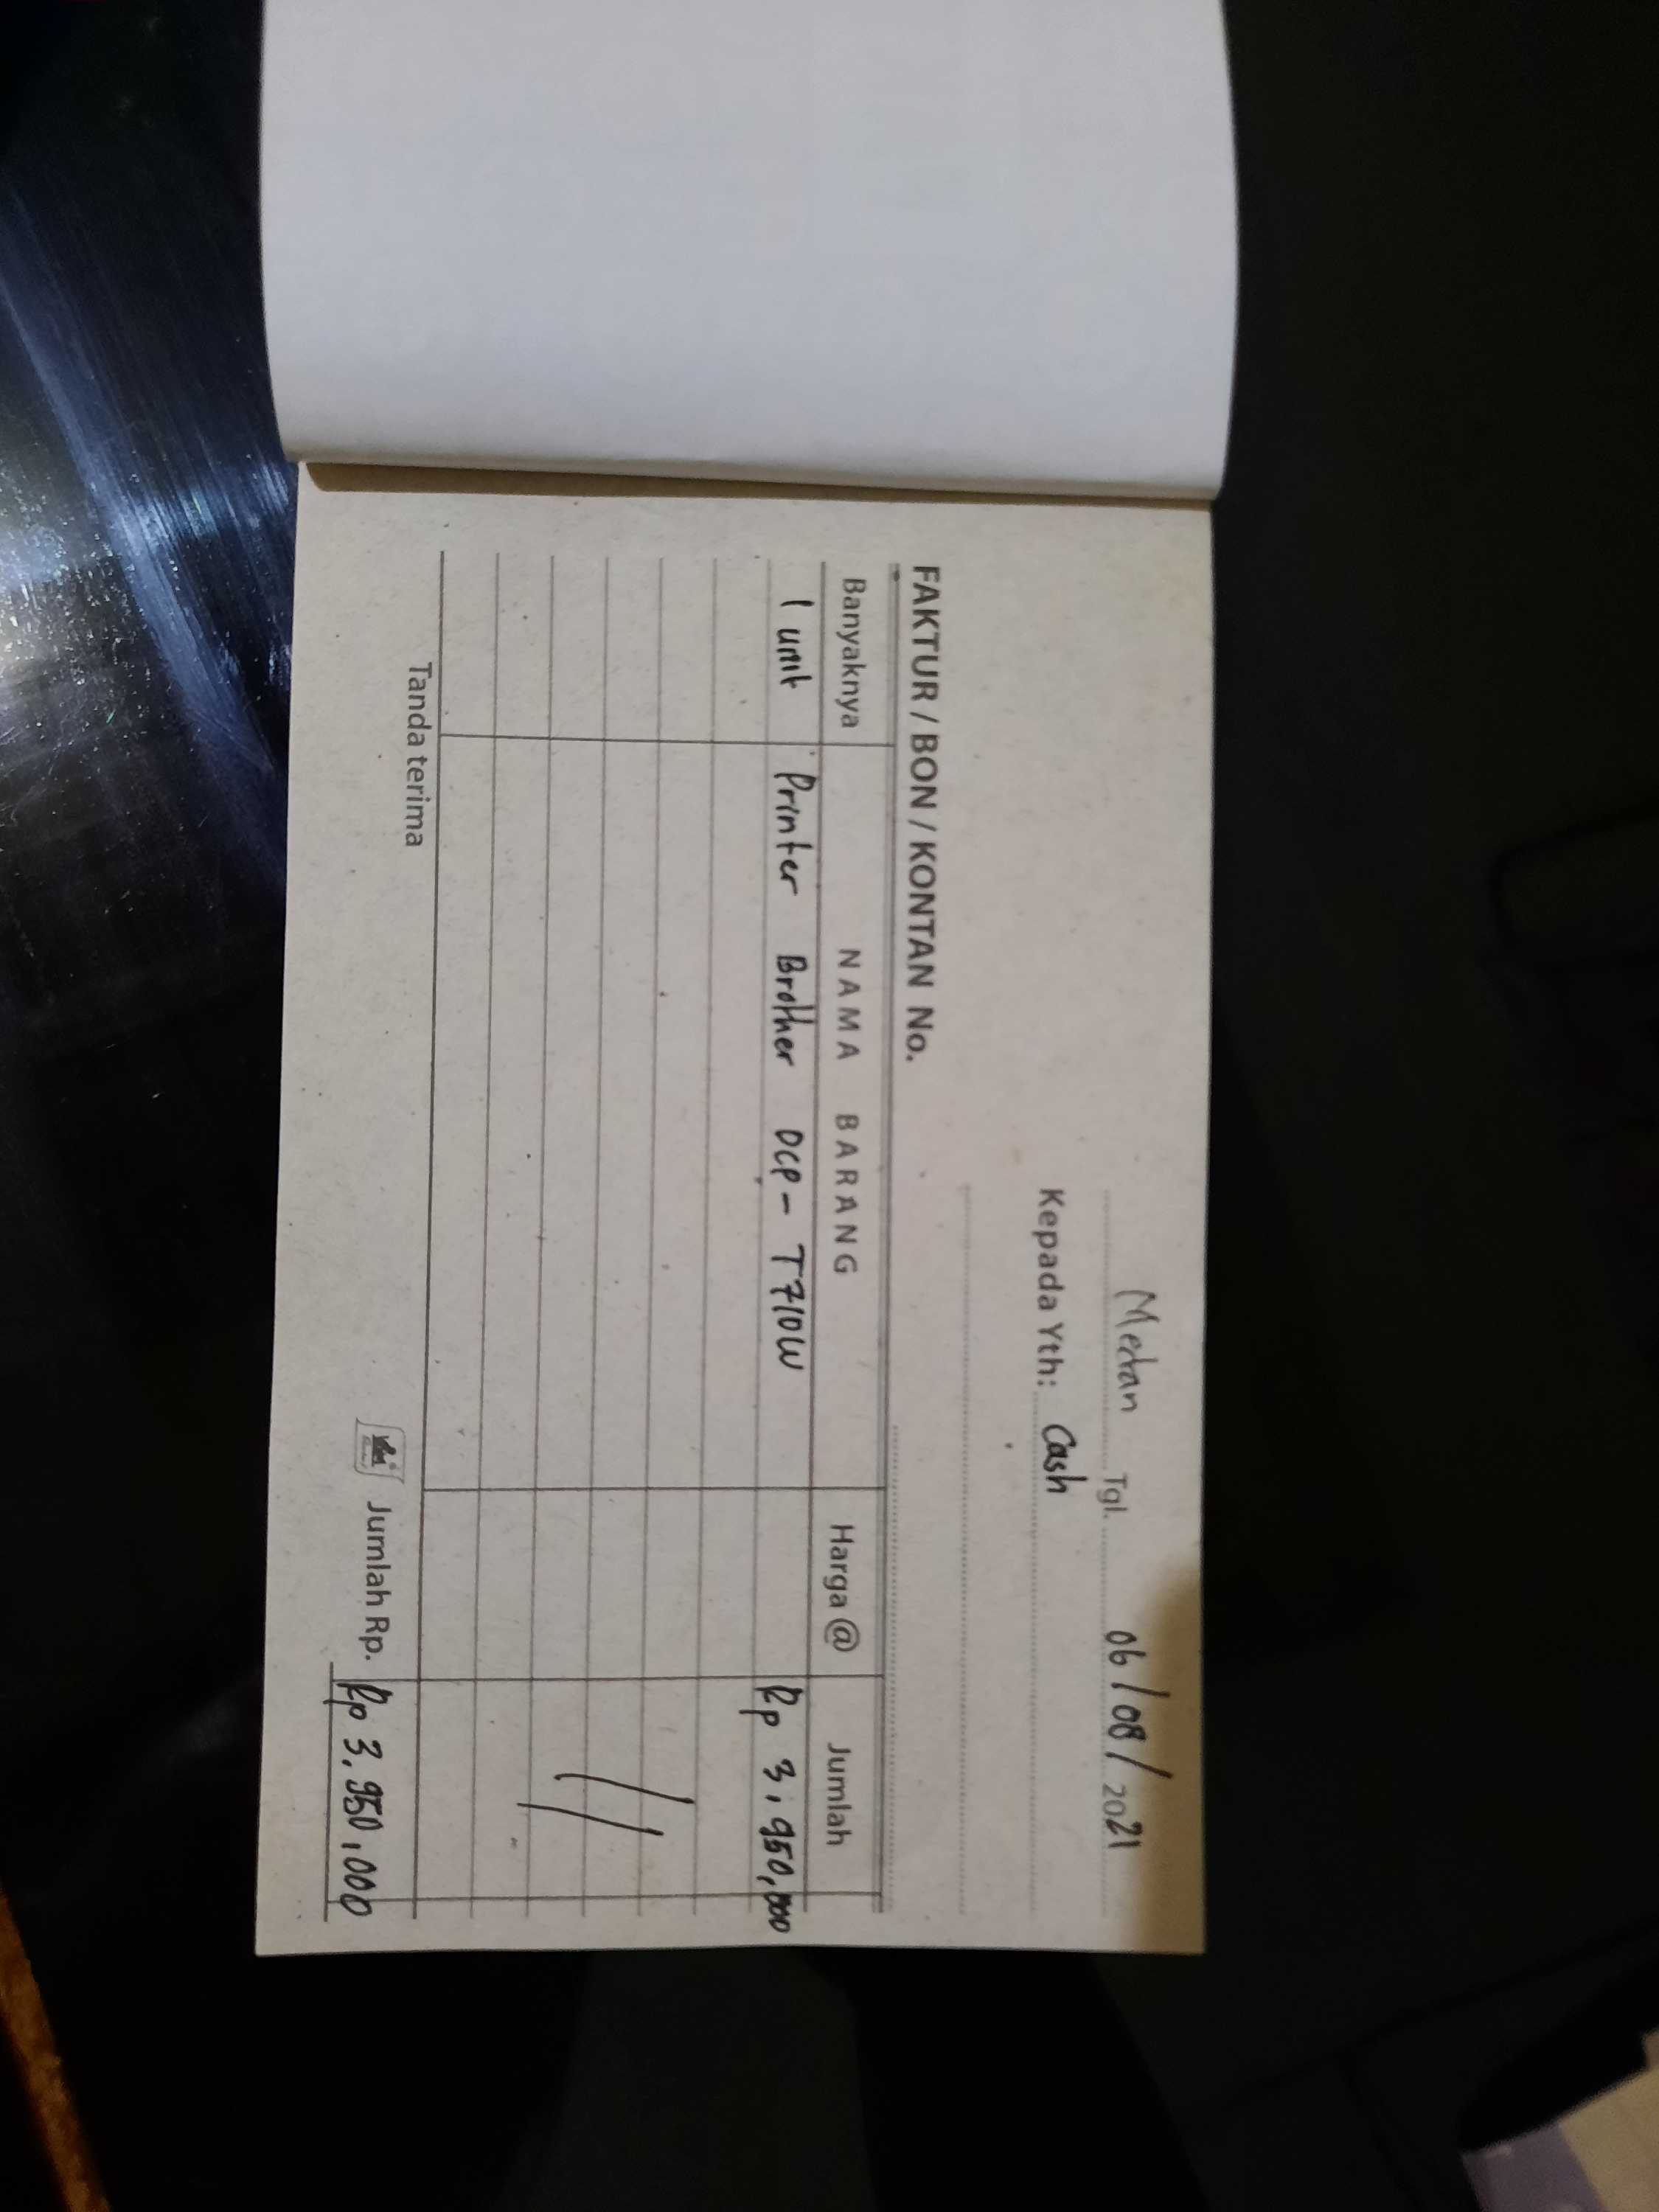 Medan Tgl. 06/08/2021
Kepada Yth: Cash
FAKTUR / BON / KONTAN No.
Banyaknya NAMA BARANG Harga @ Jumlah
1 unit Printer Brother DCP-T710W Rp 3,950,000
Tanda terima Jumlah Rp. Rp 3,950,000